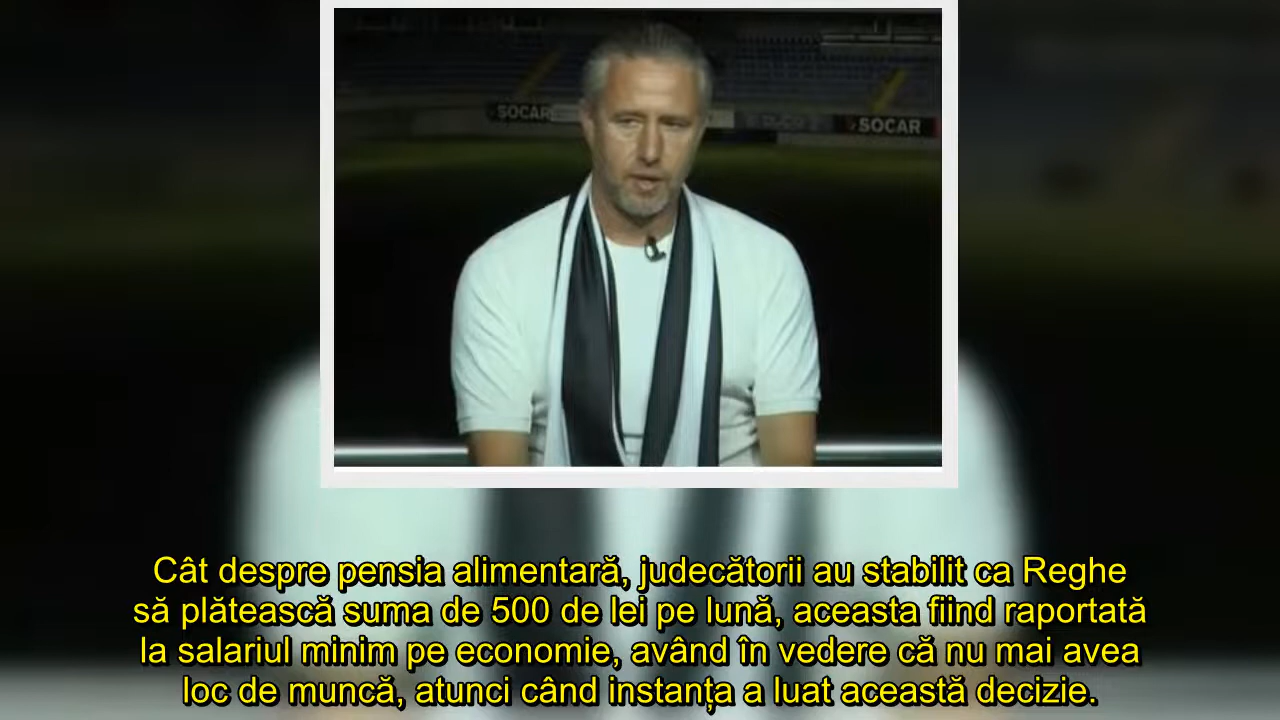 SOCAR
SOCAR
Cât despre pensia alimentară, judecătorii au stabilit ca Reghe
să plătească suma de 500 de lei pe lună, aceasta fiind raportată
la salariul minim pe economie, având în vedere că nu mai avea
loc de muncă, atunci când instanța a luat această decizie.